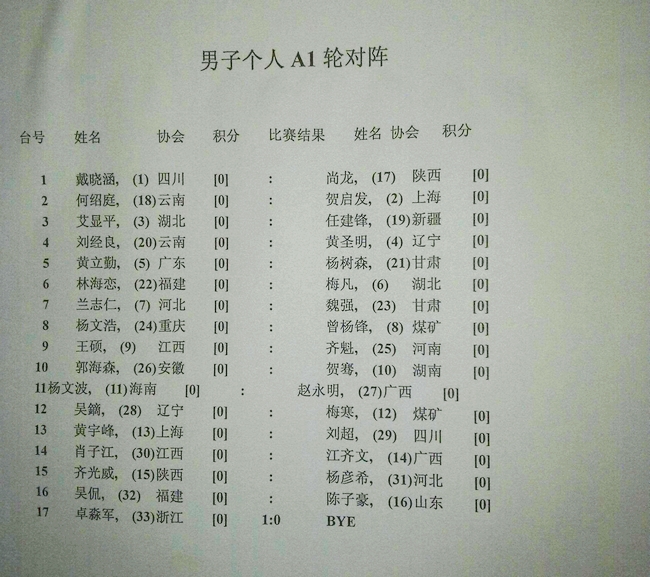 男子个人 A1 轮对阵
台号 姓名 协会 积分 比赛结果 姓名 协会 积分
1 戴晓涵, (1) 四川 [0] : 尚龙, (17) 陕西 [0]
2 何绍庭, (18)云南 [0] : 贺启发, (2) 上海 [0]
3 艾显平, (3) 湖北 [0] : 任建锋, (19)新疆 [0]
4 刘经良, (20)云南 [0] : 黄圣明, (4) 辽宁 [0]
5 黄立勤, (5) 广东 [0] : 杨树森, (21)甘肃 [0]
6 林海恋, (22)福建 [0] : 梅凡, (6) 湖北 [0]
7 兰志仁, (7) 河北 [0] : 魏强, (23) 甘肃 [0]
8 杨文浩, (24)重庆 [0] : 曾杨锋, (8) 煤矿 [0]
9 王硕, (9) 江西 [0] : 齐魁, (25) 河南 [0]
10 郭海森, (26)安徽 [0] : 贺骞, (10) 湖南 [0]
11杨文波, (11)海南 [0] : 赵永明, (27)广西 [0]
12 吴鏑, (28) 辽宁 [0] : 梅寒, (12) 煤矿 [0]
13 黄宇峰, (13)上海 [0] : 刘超, (29) 四川 [0]
14 肖子江, (30)江西 [0] : 江齐文, (14)广西 [0]
15 齐光威, (15)陕西 [0] : 杨彦希, (31)河北 [0]
16 吴侃, (32) 福建 [0] : 陈子豪, (16)山东 [0]
17 卓淼军, (33)浙江 [0] 1:0 BYE